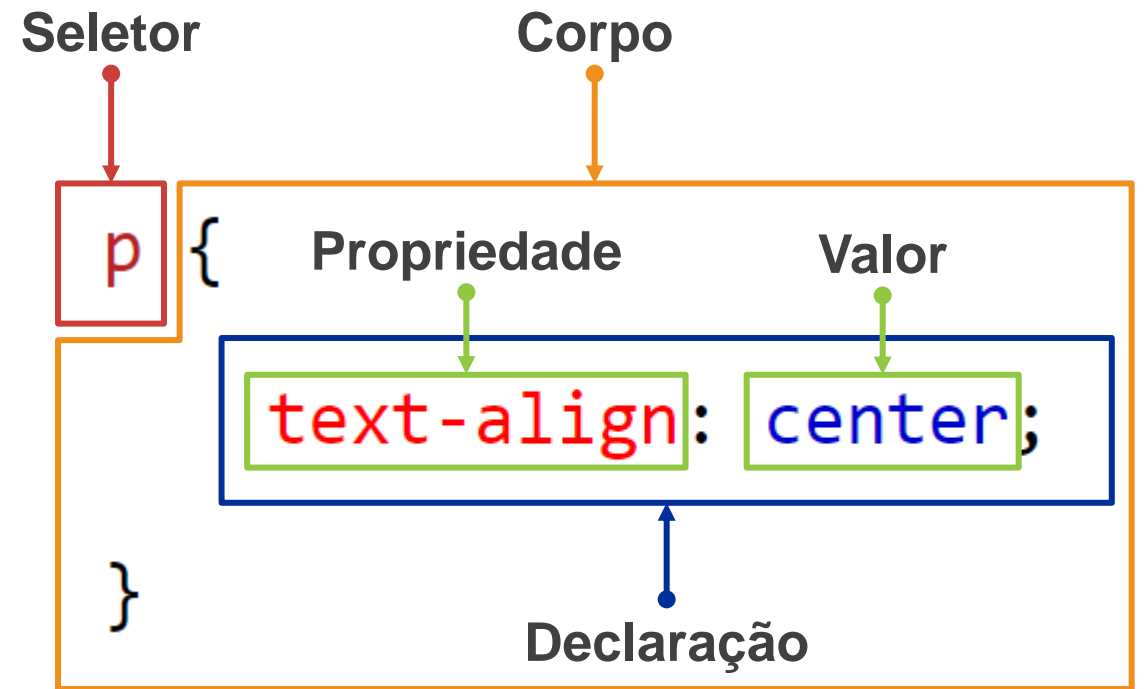 Seletor Corpo
p {
Propriedade Valor
text-align: center;
}
Declaração